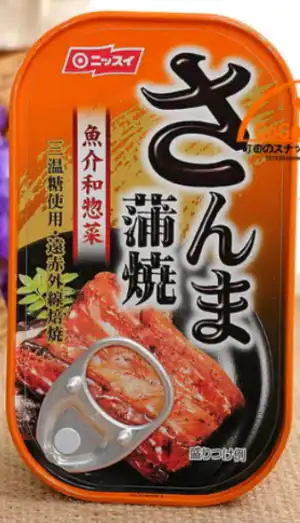 ニッスイ
さんま
蒲焼
魚介和惣菜
三温糖使用・遠赤外線焙焼
盛りつけ例